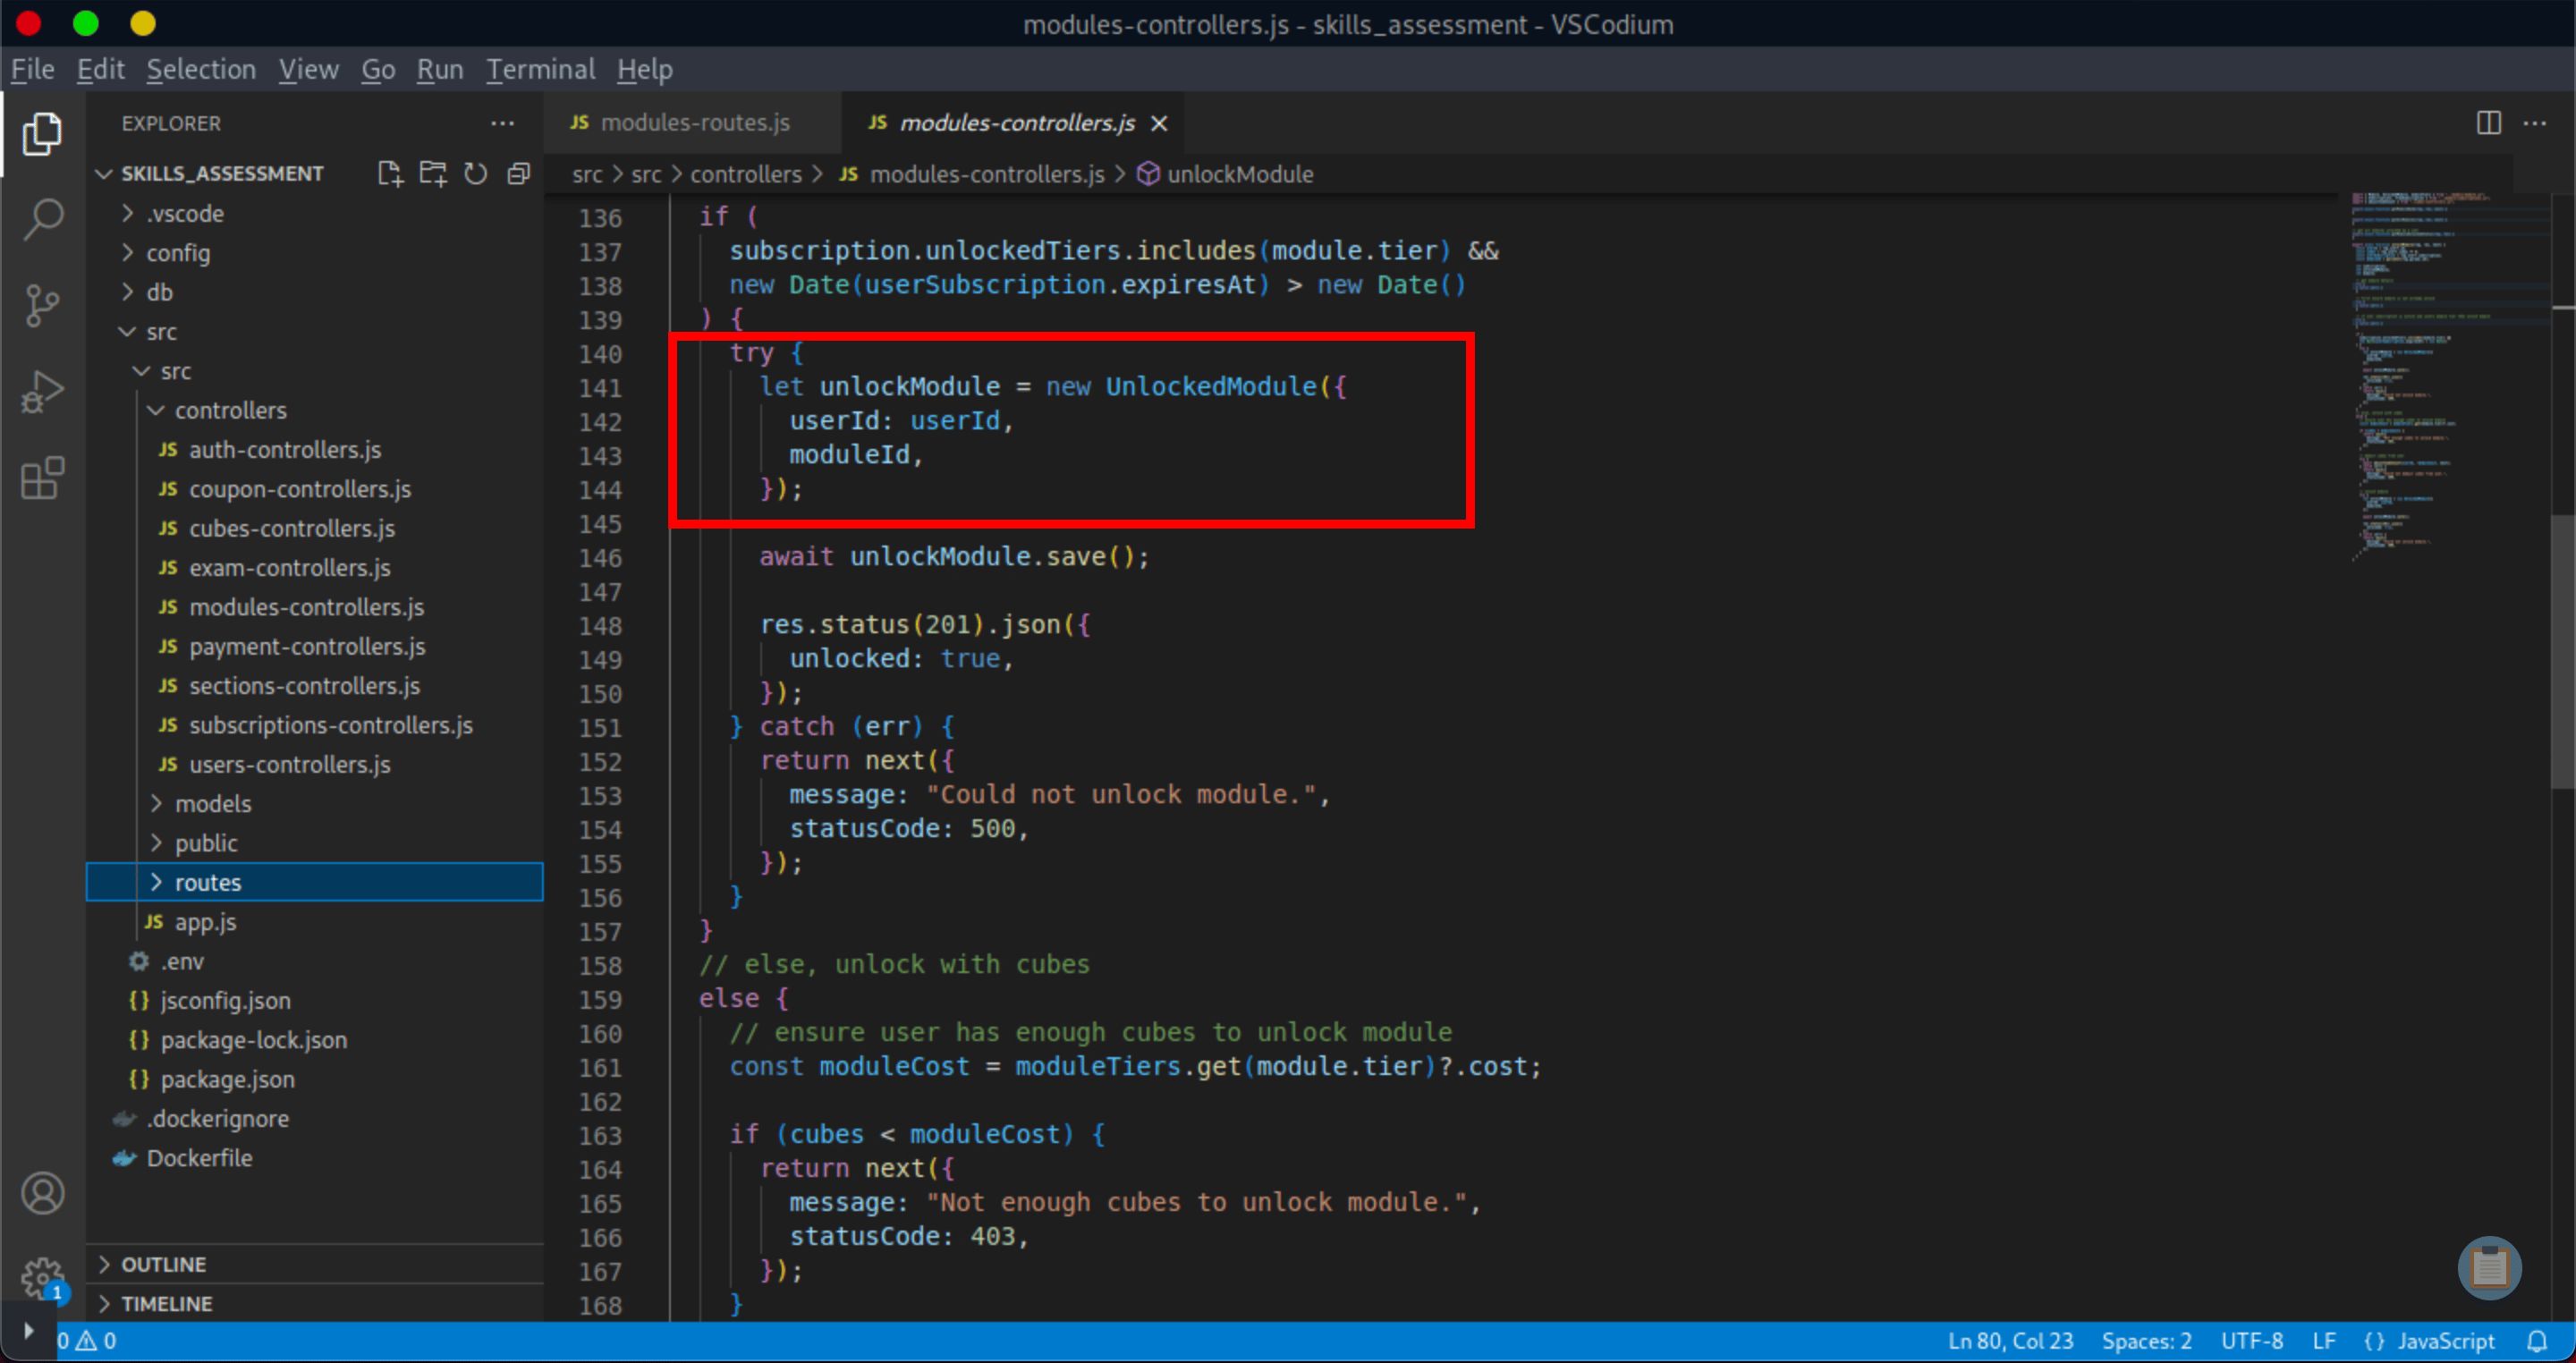 modules-controllers.js - skills_assessment - VSCodium
File Edit Selection View Go Run Terminal Help
EXPLORER
SKILLS_ASSESSMENT
.vscode
config
db
src
src
controllers
JS auth-controllers.js
JS coupon-controllers.js
JS cubes-controllers.js
JS exam-controllers.js
JS modules-controllers.js
JS payment-controllers.js
JS sections-controllers.js
JS subscriptions-controllers.js
JS users-controllers.js
models
public
routes
JS app.js
.env
{} jsconfig.json
{} package-lock.json
{} package.json
.dockerignore
Dockerfile
OUTLINE
TIMELINE
JS modules-routes.js JS modules-controllers.js
src > src > controllers > JS modules-controllers.js > unlockModule
136 if (
137 subscription.unlockedTiers.includes(module.tier) &&
138 new Date(userSubscription.expiresAt) > new Date()
139 ) {
140 try {
141 let unlockModule = new UnlockedModule({
142 userId: userId,
143 moduleId,
144 });
145
146 await unlockModule.save();
147
148 res.status(201).json({
149 unlocked: true,
150 });
151 } catch (err) {
152 return next({
153 message: "Could not unlock module.",
154 statusCode: 500,
155 });
156 }
157 }
158 // else, unlock with cubes
159 else {
160 // ensure user has enough cubes to unlock module
161 const moduleCost = moduleTiers.get(module.tier)?.cost;
162
163 if (cubes < moduleCost) {
164 return next({
165 message: "Not enough cubes to unlock module.",
166 statusCode: 403,
167 });
168 }
1
0 0 Ln 80, Col 23 Spaces: 2 UTF-8 LF {} JavaScript